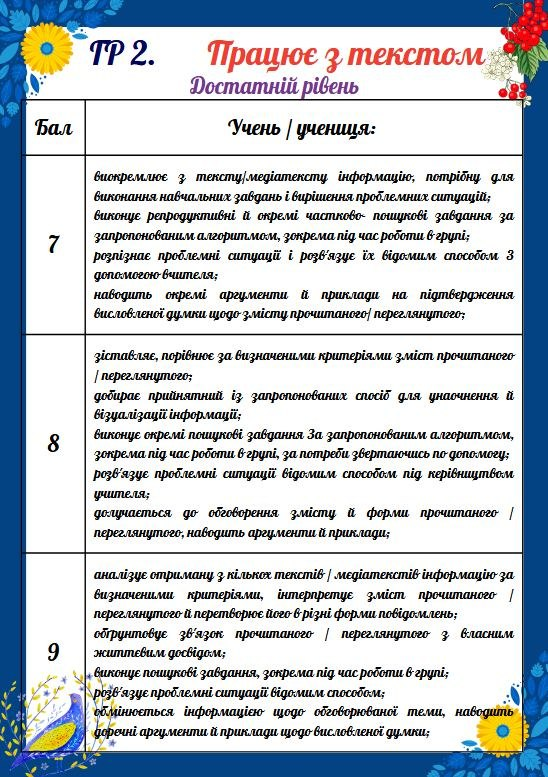 ГР 2. Працює з текстом
Достатній рівень
Бал
Учень / учениця:
7
виокремлює з тексту/медіатексту інформацію, потрібну для
виконання навчальних завдань і вирішення проблемних ситуацій;
виконує репродуктивні й окремі частково- пошукові завдання за
запропонованим алгоритмом, зокрема під час роботи в групі;
розпізнає проблемні ситуації і розв'язує їх відомим способом З
допомогою вчителя;
наводить окремі аргументи й приклади на підтвердження
висловленої думки щодо змісту прочитаного/ переглянутого;
8
зіставляє, порівнює за визначеними критеріями зміст прочитаного
/ переглянутого;
добирає прийнятний із запропонованих спосіб для унаочнення й
візуалізації інформації;
виконує окремі пошукові завдання За запропонованим алгоритмом,
зокрема під час роботи в групі, за потреби звертаючись по допомогу;
розв'язує проблемні ситуації відомим способом під керівництвом
учителя;
долучається до обговорення змісту й форми прочитаного /
переглянутого, наводить аргументи й приклади;
9
аналізує отриману з кількох текстів / медіатекстів інформацію за
визначеними критеріями, інтерпретує зміст прочитаного /
переглянутого й перетворює його в різні форми повідомлень;
обґрунтовує зв'язок прочитаного / переглянутого з власним
життєвим досвідом;
виконує пошукові завдання, зокрема під час роботи в групі;
розв'язує проблемні ситуації відомим способом;
обмінюється інформацією щодо обговорюваної теми, наводить
доречні аргументи й приклади щодо висловленої думки;